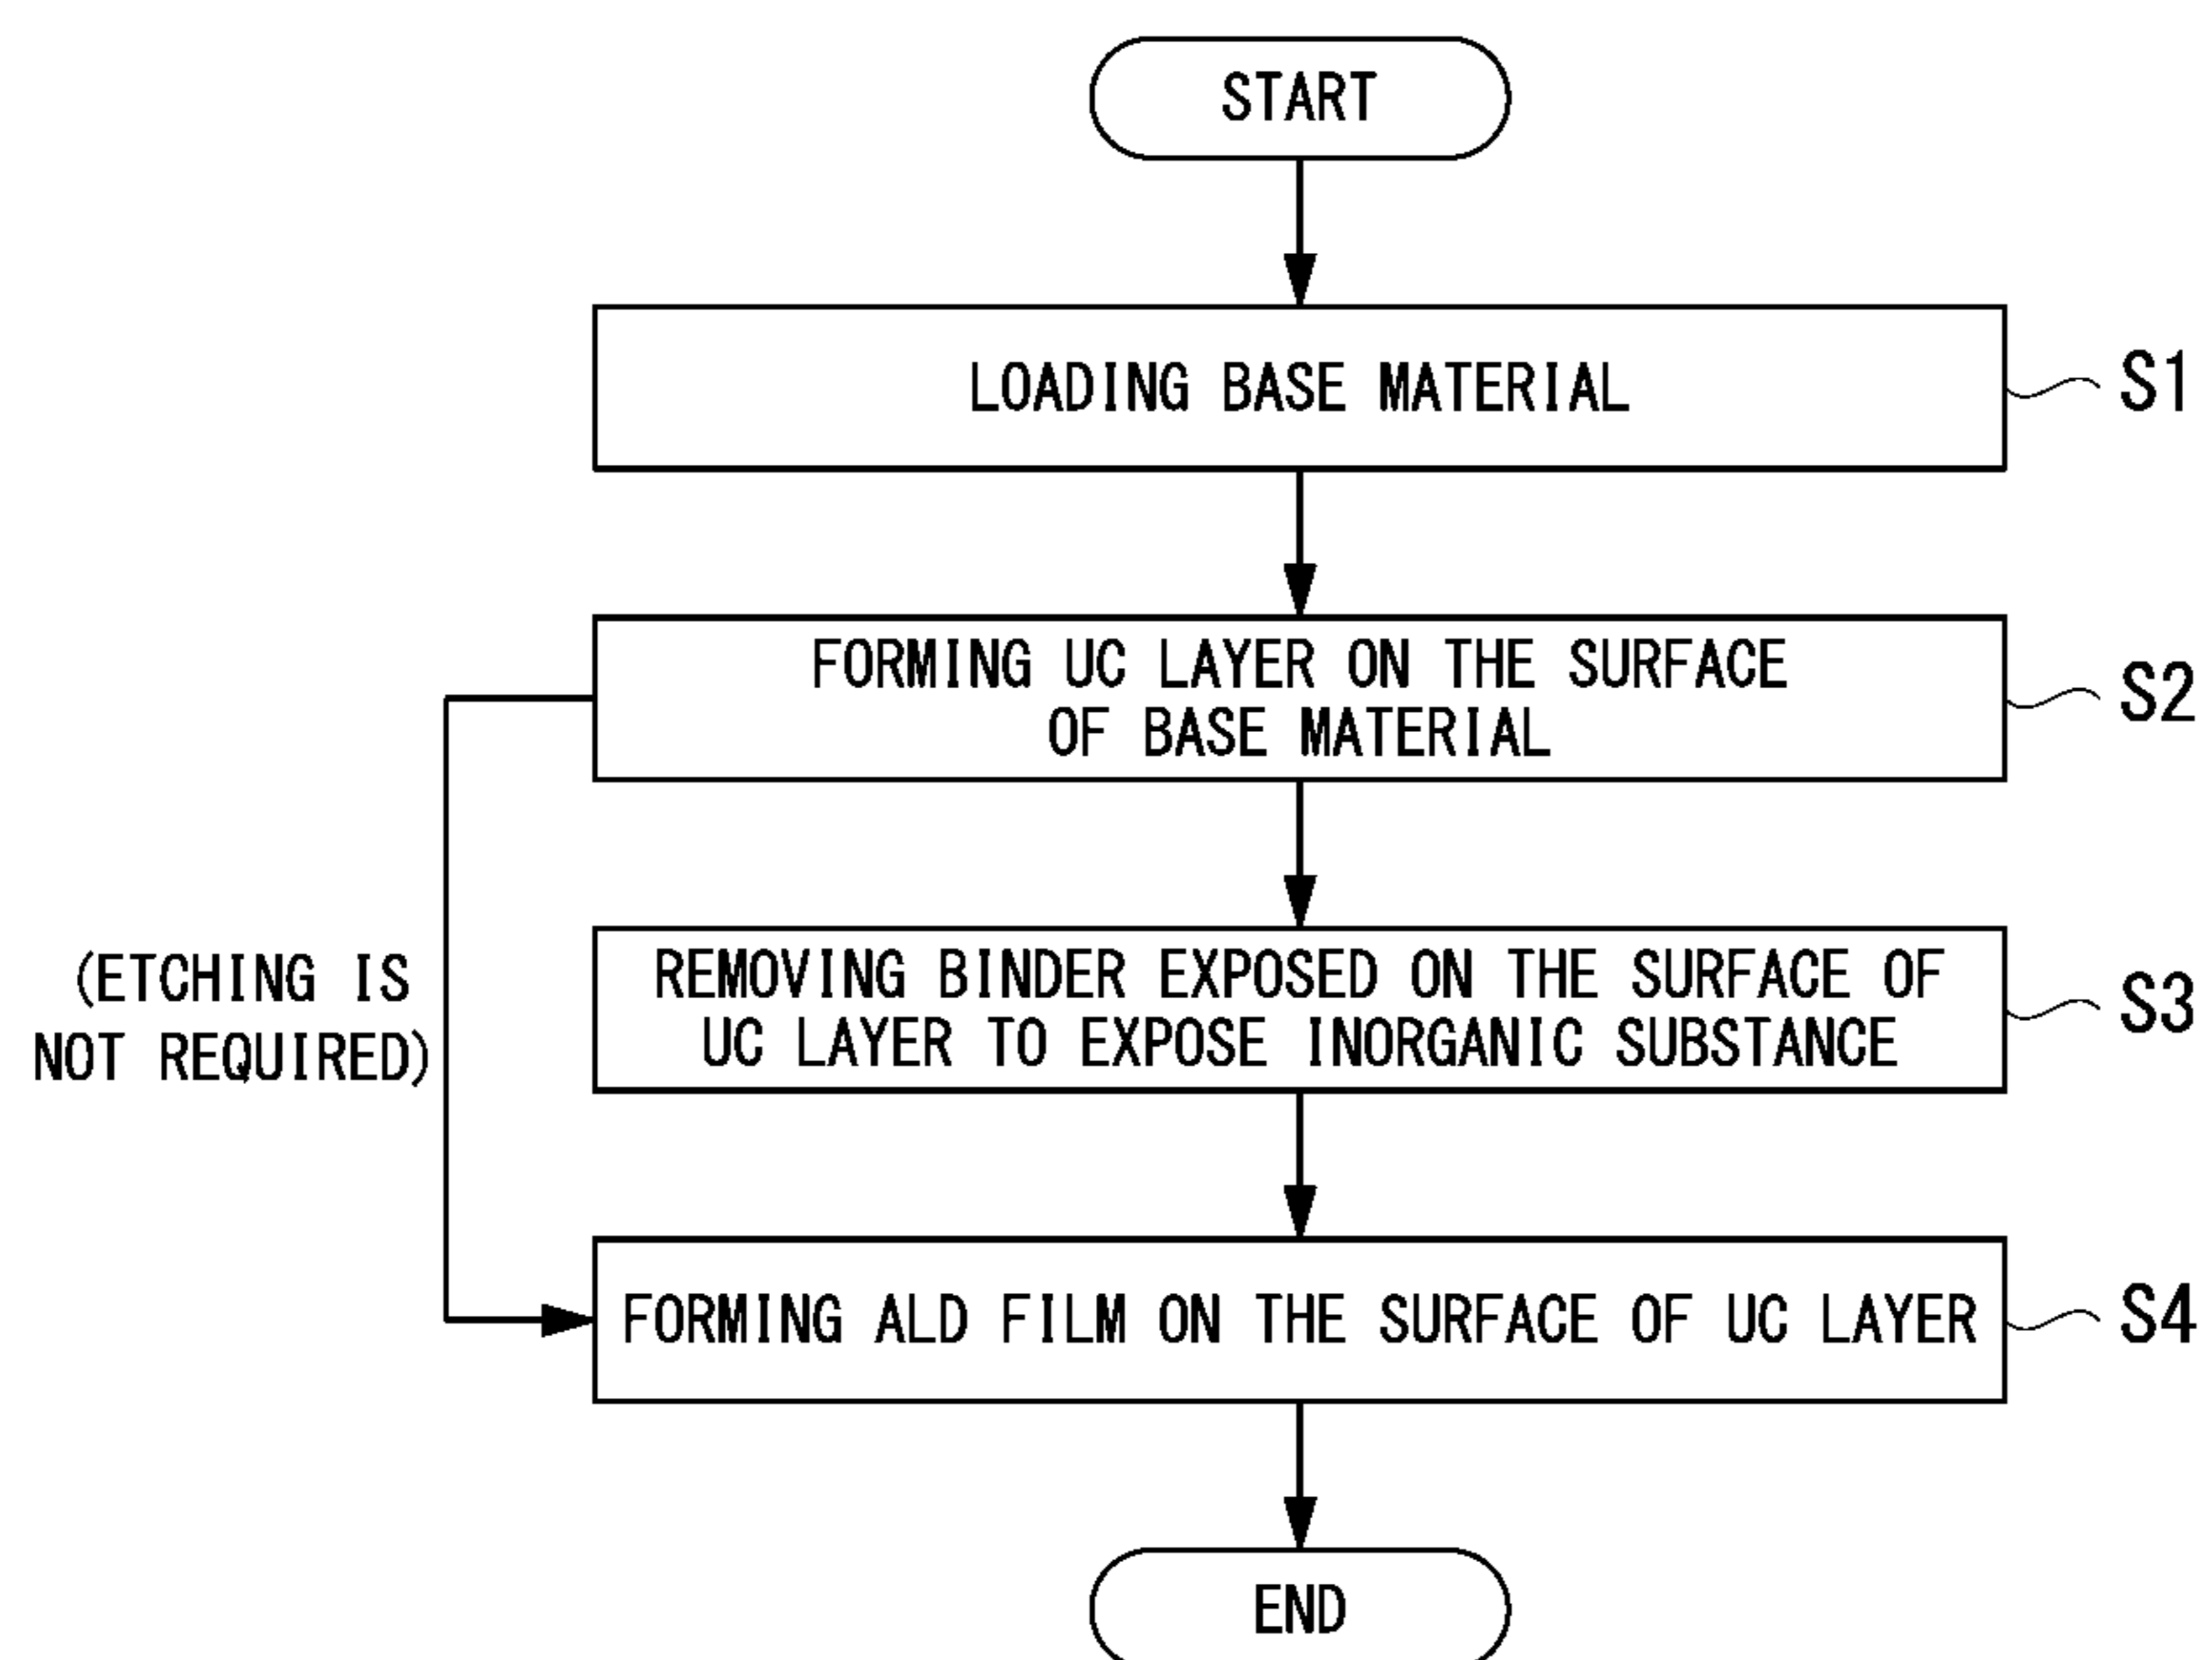 START
LOADING BASE MATERIAL
S1
FORMING UC LAYER ON THE SURFACE
OF BASE MATERIAL
S2
(ETCHING IS
NOT REQUIRED)
REMOVING BINDER EXPOSED ON THE SURFACE OF
UC LAYER TO EXPOSE INORGANIC SUBSTANCE
S3
FORMING ALD FILM ON THE SURFACE OF UC LAYER
S4
END